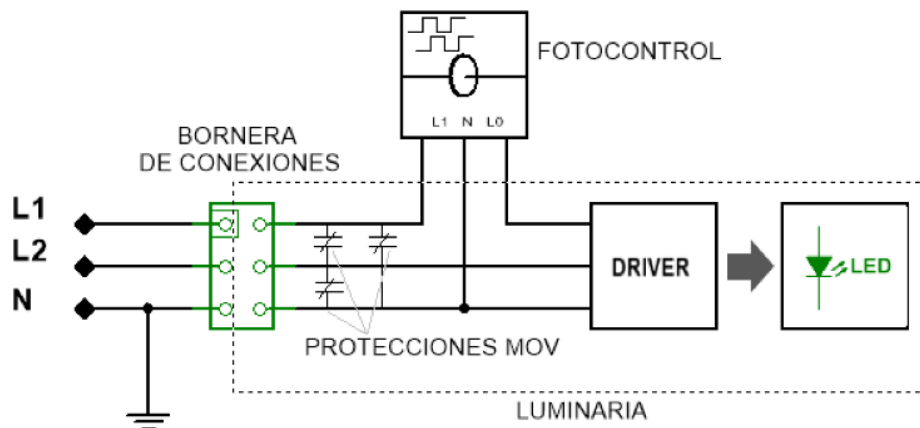 FOTOCONTROL
L1 N L0
BORNERA
DE CONEXIONES
L1
L2
N
DRIVER
LED
PROTECCIONES MOV
LUMINARIA